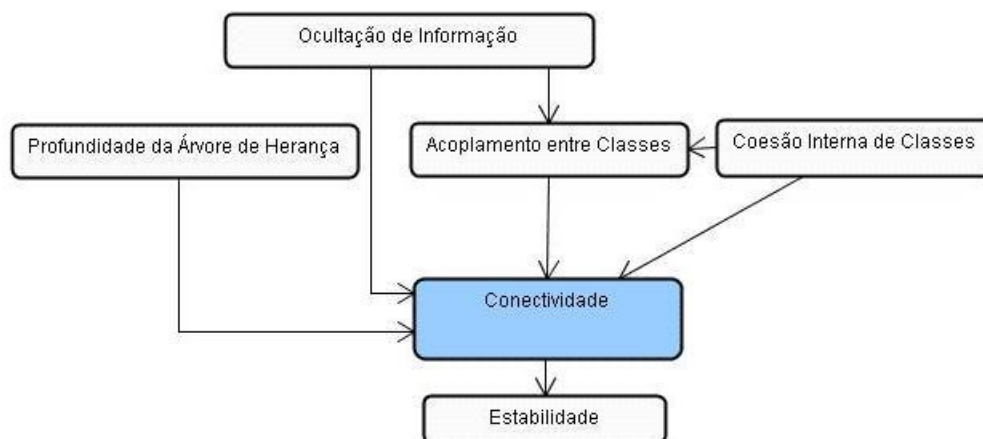 Ocultação de Informação
Profundidade da Árvore de Herança
Acoplamento entre Classes
Coesão Interna de Classes
Conectividade
Estabilidade